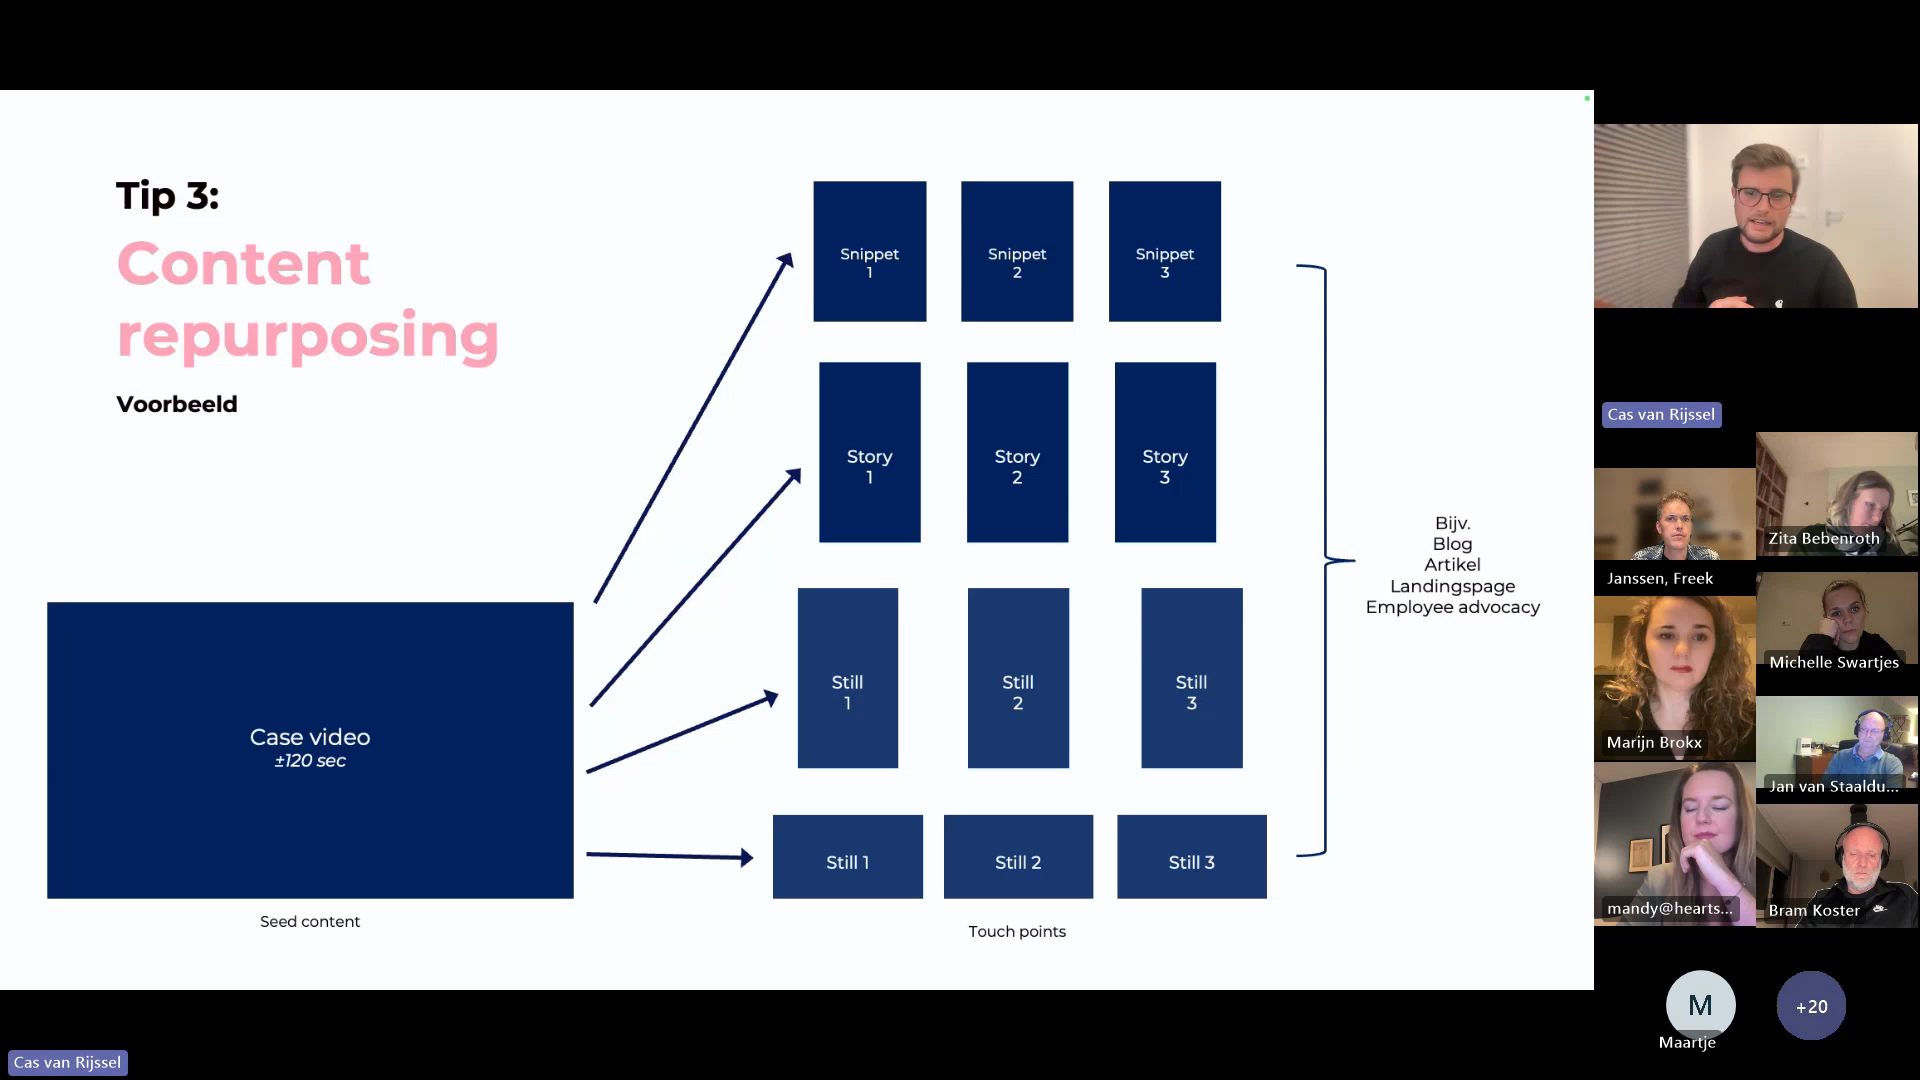 Tip 3:
Content
repurposing
Voorbeeld
Case video
±120 sec
Seed content
Snippet
1
Snippet
2
Snippet
3
Story
1
Story
2
Story
3
Still
1
Still
2
Still
3
Still 1
Still 2
Still 3
Touch points
Bijv.
Blog
Artikel
Landingspage
Employee advocacy
Cas van Rijssel
Janssen, Freek
Zita Bebenroth
Marijn Brokx
Michelle Swartjes
Jan van Staaldu...
mandy@hearts...
Bram Koster
M
Maartje
+20
Cas van Rijssel